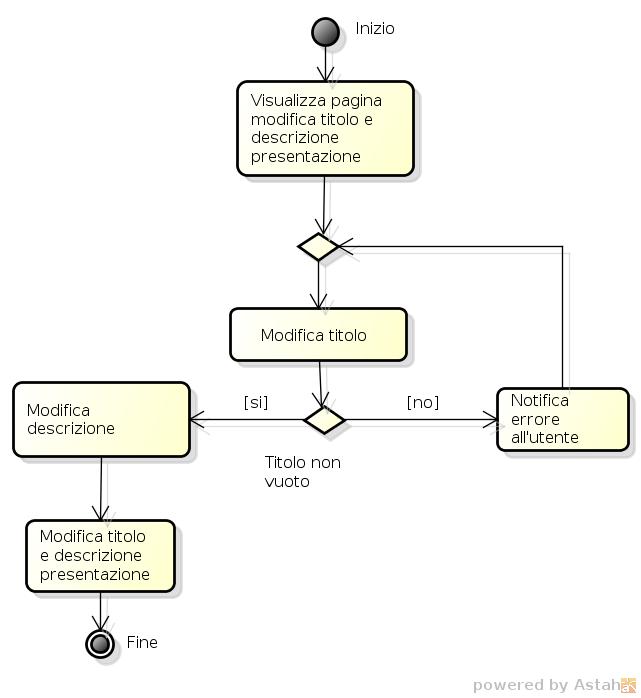 Inizio
Visualizza pagina
modifica titolo e
descrizione
presentazione
Modifica titolo
[si]
[no]
Modifica
descrizione
Notifica
errore
all'utente
Titolo non
vuoto
Modifica titolo
e descrizione
presentazione
Fine
powered by Astah